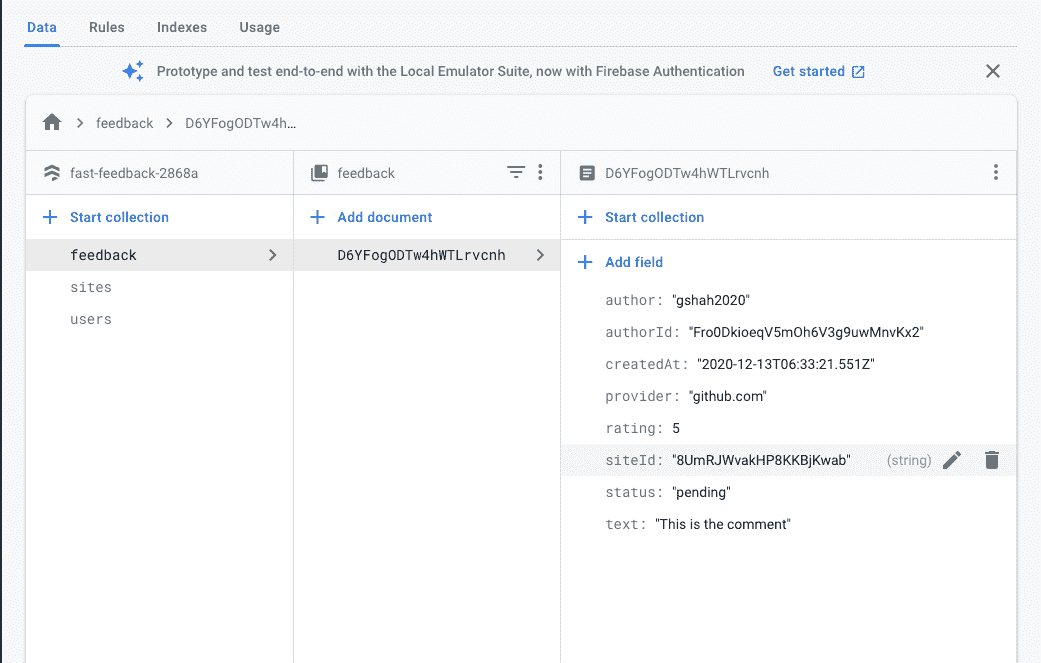 Data Rules Indexes Usage
Prototype and test end-to-end with the Local Emulator Suite, now with Firebase Authentication Get started
feedback D6YFogODTw4h…
fast-feedback-2868a
Start collection
feedback
sites
users
feedback
Add document
D6YFogODTw4hWTLrvcnh
D6YFogODTw4hWTLrvcnh
Start collection
Add field
author: "gshah2020"
authorId: "Fro0DkioeqV5mOh6V3g9uwMnvKx2"
createdAt: "2020-12-13T06:33:21.551Z"
provider: "github.com"
rating: 5
siteId: "8UmRJWvakHP8KKBjKwab" (string)
status: "pending"
text: "This is the comment"